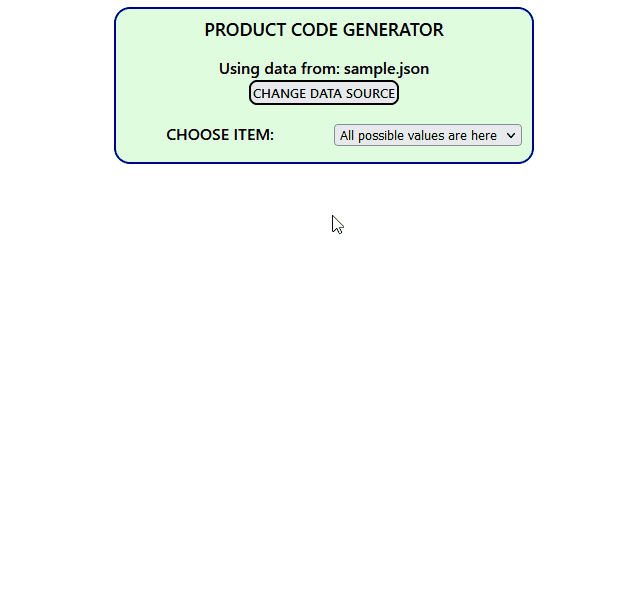 PRODUCT CODE GENERATOR
Using data from: sample.json
CHANGE DATA SOURCE
CHOOSE ITEM: All possible values are here